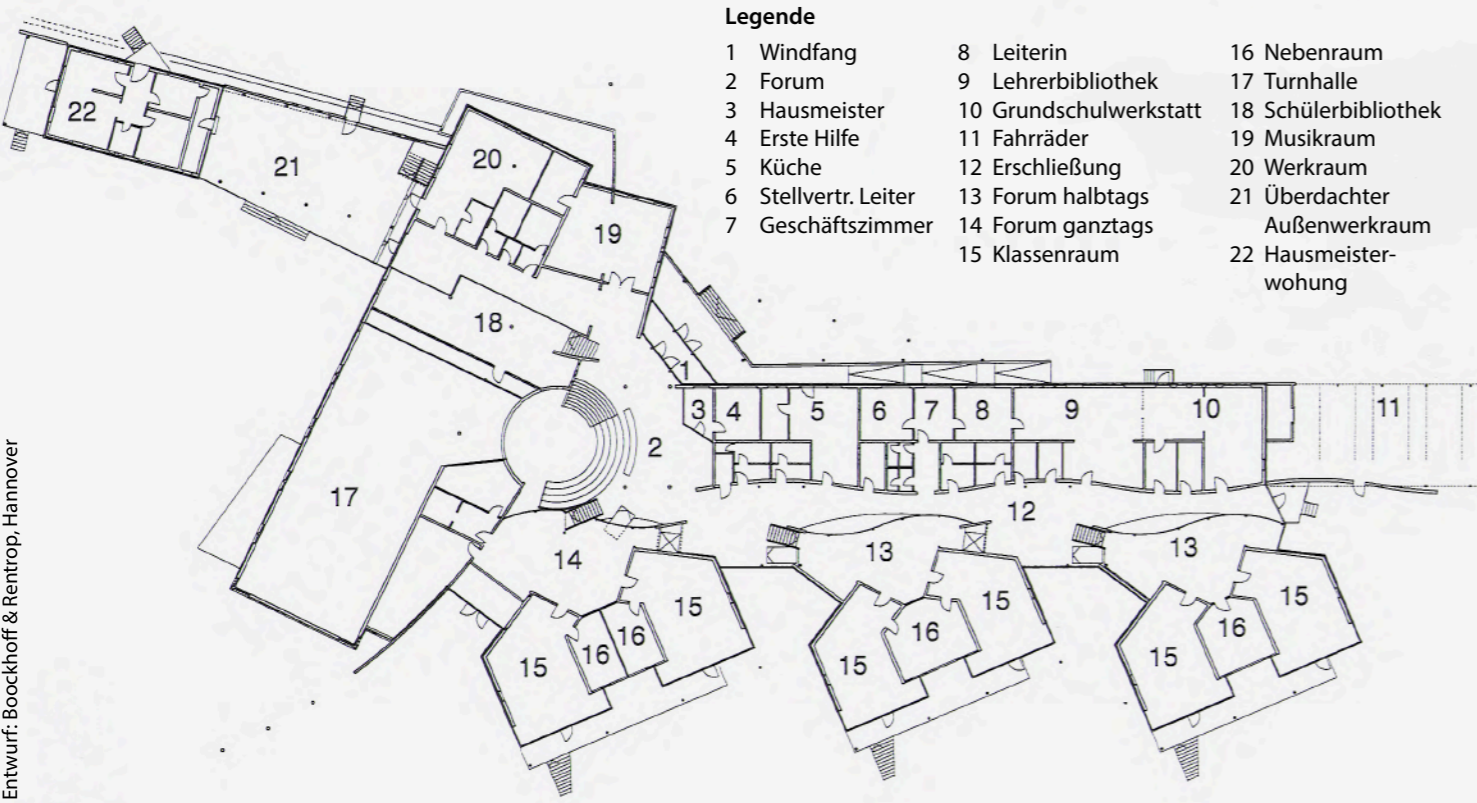 Legende
1 Windfang
2 Forum
3 Hausmeister
4 Erste Hilfe
5 Küche
6 Stellvertr. Leiter
7 Geschäftszimmer
8 Leiterin
9 Lehrerbibliothek
10 Grundschulwerkstatt
11 Fahrräder
12 Erschließung
13 Forum halbtags
14 Forum ganztags
15 Klassenraum
16 Nebenraum
17 Turnhalle
18 Schülerbibliothek
19 Musikraum
20 Werkraum
21 Überdachter
Außenwerkraum
22 Hausmeister-
wohung
22
21
20
19
18
1
3 4 5 6 7 8 9 10 11
2
17
12
14 13 13
15 15 15
16 16 16
16
15 15 15
Entwurf: Boockhoff & Rentrop, Hannover